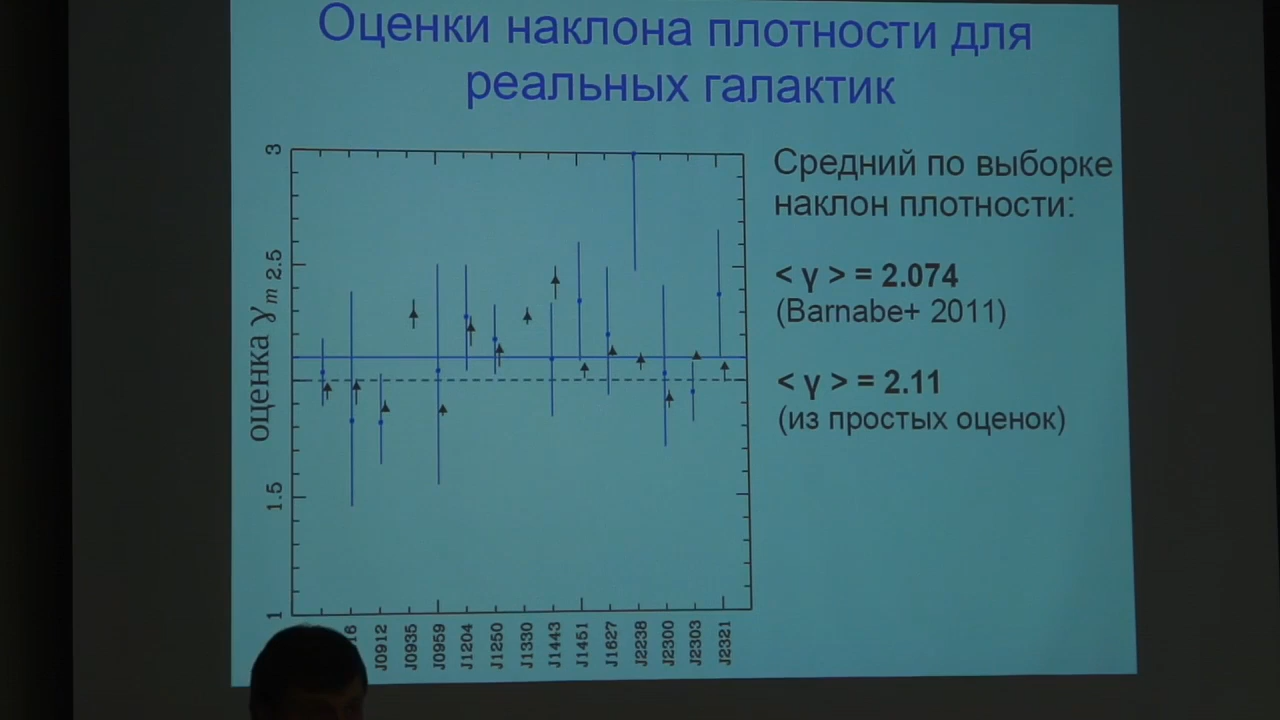 Оценки наклона плотности для
реальных галактик
Средний по выборке
наклон плотности:
< γ > = 2.074
(Barnabe+ 2011)
< γ > = 2.11
(из простых оценок)
оценка γ m
3
2.5
1.5
1
16
J0912
J0935
J0959
J1204
J1250
J1330
J1443
J1451
J1627
J2238
J2300
J2303
J2321